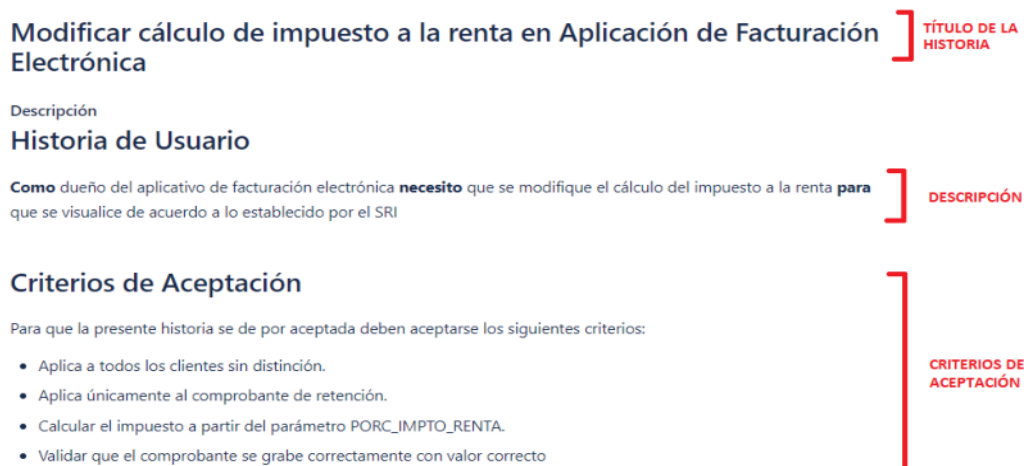 Modificar cálculo de impuesto a la renta en Aplicación de Facturación
Electrónica
TÍTULO DE LA
HISTORIA
Descripción
Historia de Usuario
Como dueño del aplicativo de facturación electrónica necesito que se modifique el cálculo del impuesto a la renta para
que se visualice de acuerdo a lo establecido por el SRI
DESCRIPCIÓN
Criterios de Aceptación
Para que la presente historia se de por aceptada deben aceptarse los siguientes criterios:
• Aplica a todos los clientes sin distinción.
• Aplica únicamente al comprobante de retención.
• Calcular el impuesto a partir del parámetro PORC_IMPTO_RENTA.
• Validar que el comprobante se grabe correctamente con valor correcto
CRITERIOS DE
ACEPTACIÓN